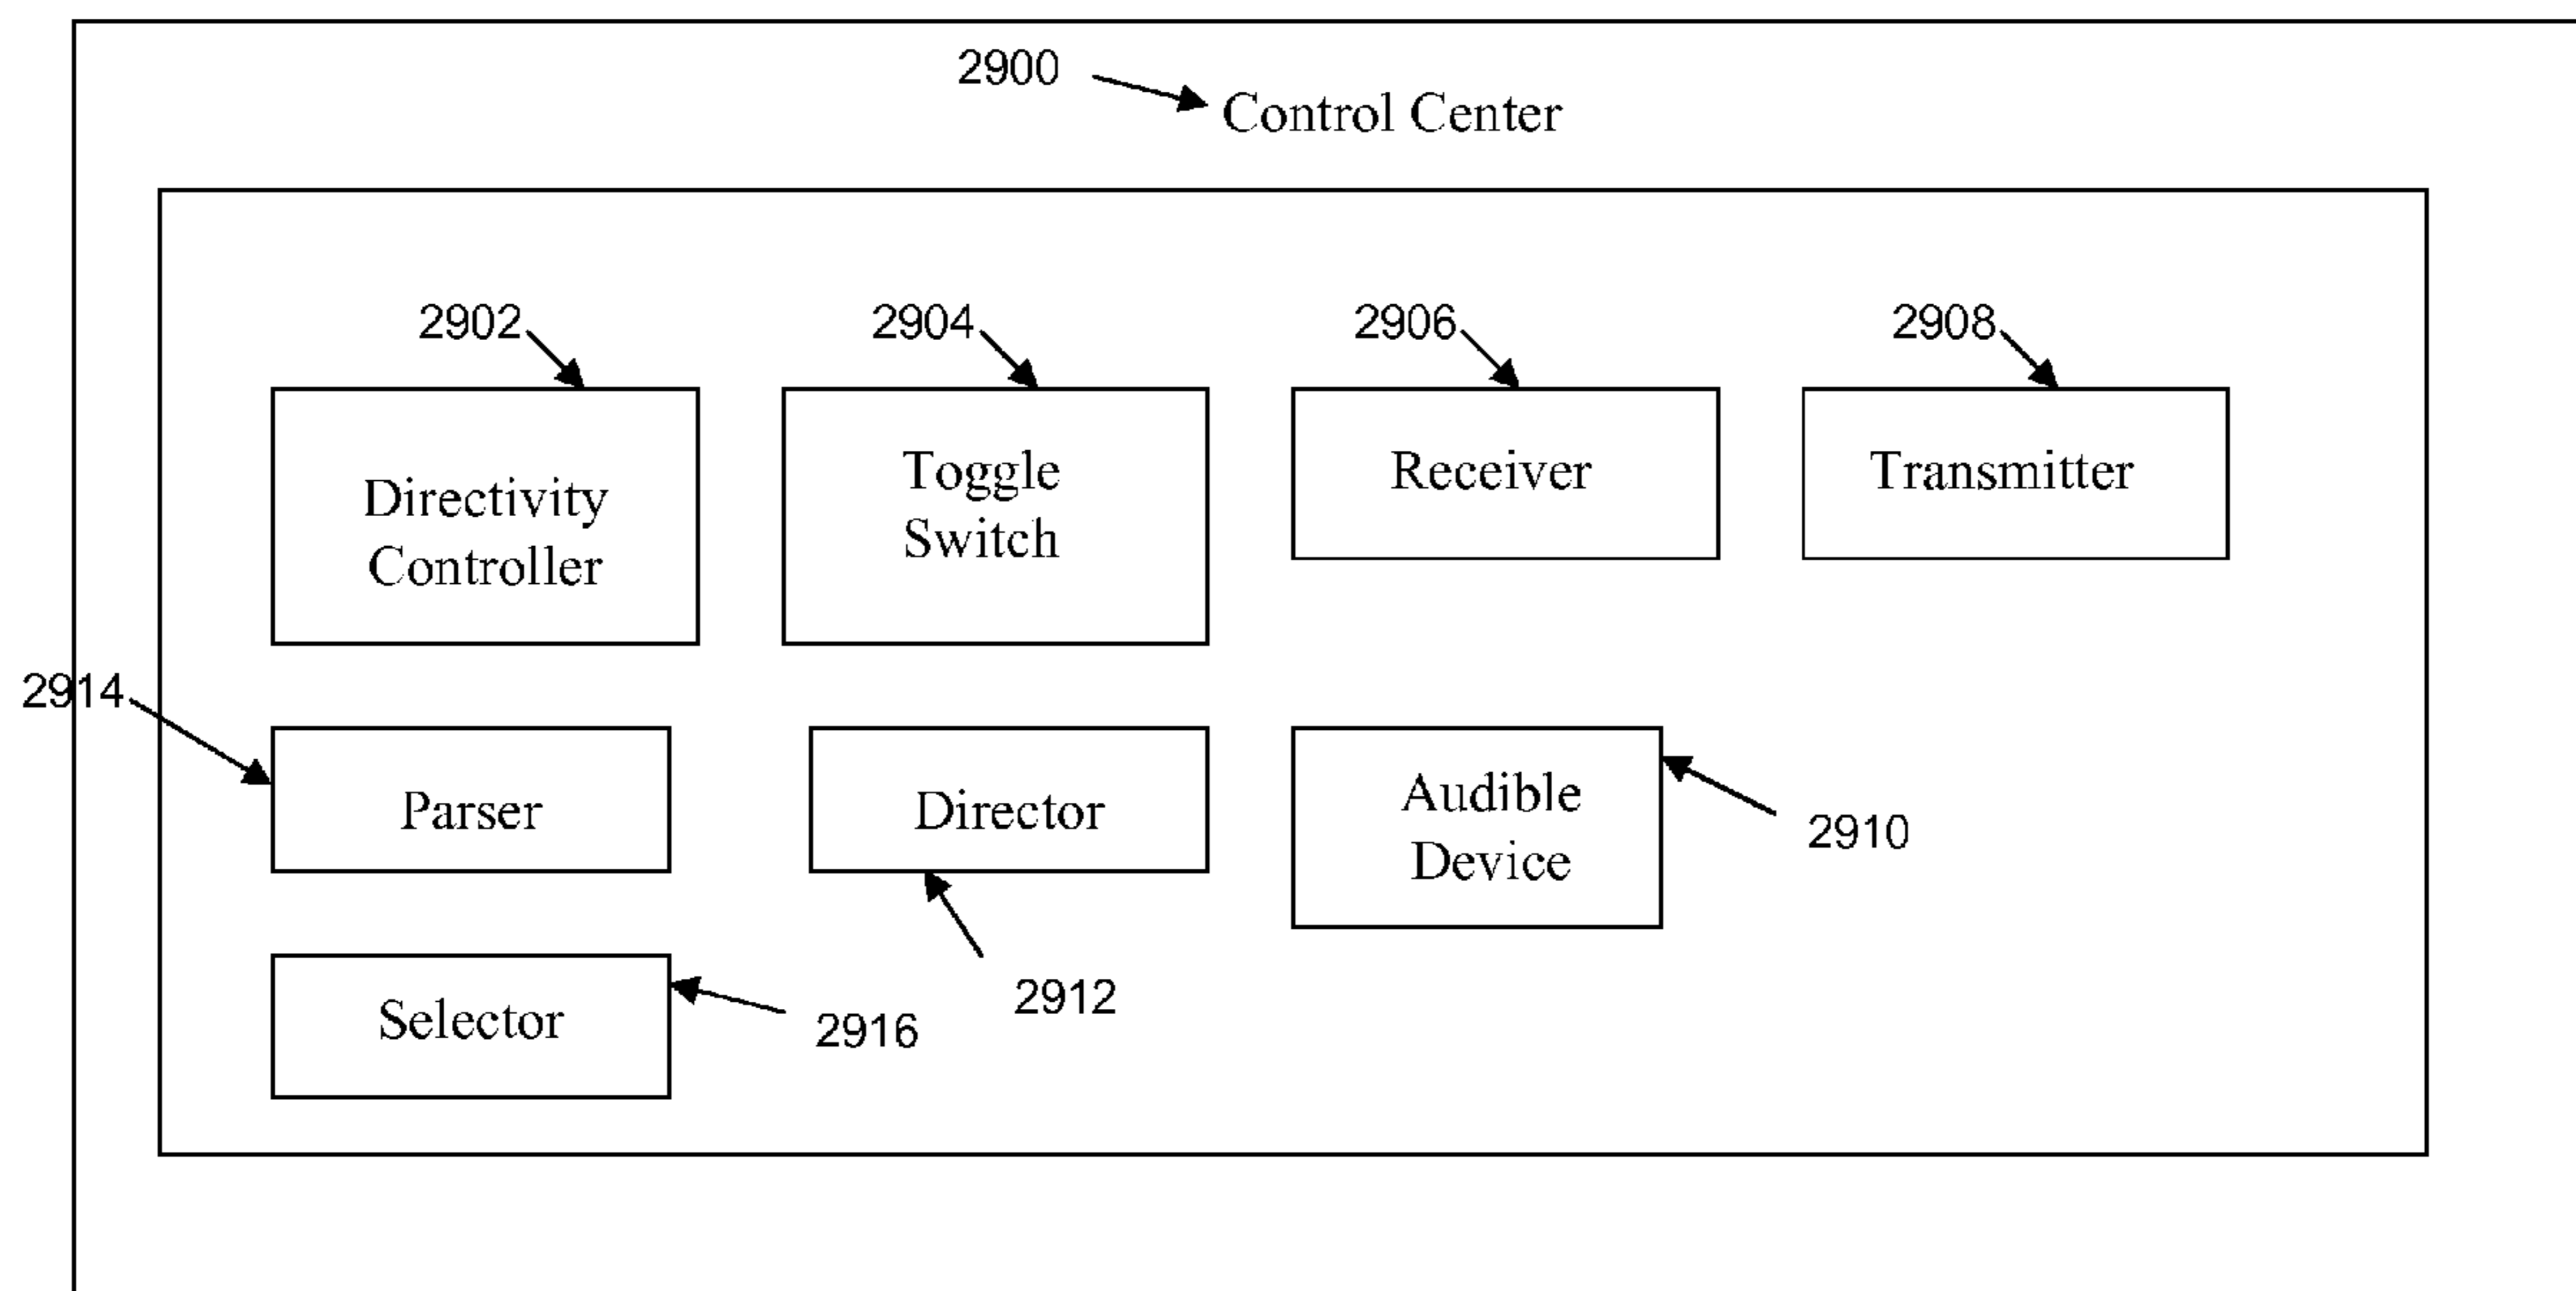 2900
Control Center
2902
2904
2906
2908
Directivity
Controller
Toggle
Switch
Receiver
Transmitter
2914
Parser
Director
Audible
Device
2910
2912
Selector
2916